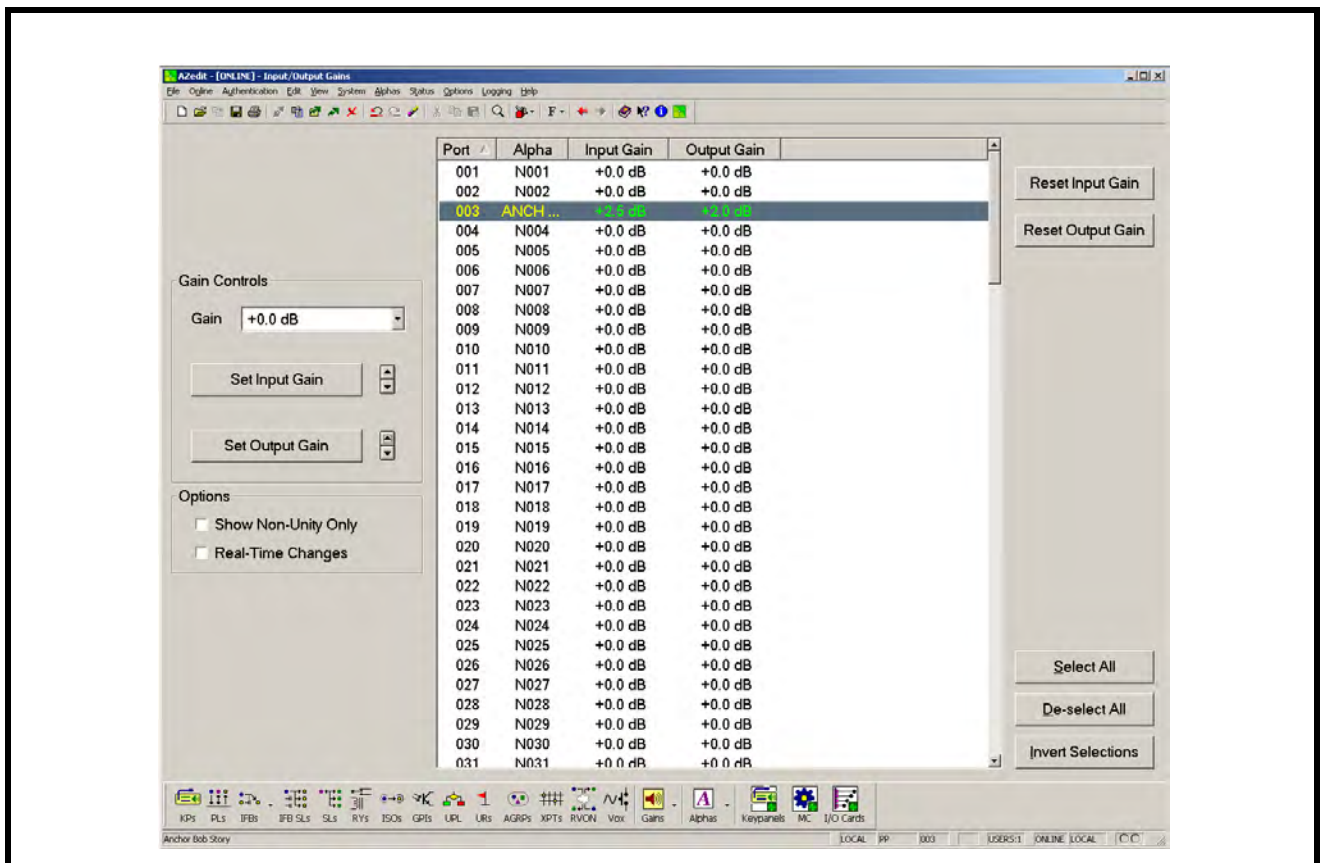 AZedit - [ONLINE] - Input/Output Gains
File Online Authentication Edit View System Alphas Status Options Logging Help
F
Port Alpha Input Gain Output Gain
001 N001 +0.0 dB +0.0 dB
002 N002 +0.0 dB +0.0 dB
003 ANCH ... +2.5 dB +2.0 dB
004 N004 +0.0 dB +0.0 dB
005 N005 +0.0 dB +0.0 dB
006 N006 +0.0 dB +0.0 dB
007 N007 +0.0 dB +0.0 dB
008 N008 +0.0 dB +0.0 dB
009 N009 +0.0 dB +0.0 dB
010 N010 +0.0 dB +0.0 dB
011 N011 +0.0 dB +0.0 dB
012 N012 +0.0 dB +0.0 dB
013 N013 +0.0 dB +0.0 dB
014 N014 +0.0 dB +0.0 dB
015 N015 +0.0 dB +0.0 dB
016 N016 +0.0 dB +0.0 dB
017 N017 +0.0 dB +0.0 dB
018 N018 +0.0 dB +0.0 dB
019 N019 +0.0 dB +0.0 dB
020 N020 +0.0 dB +0.0 dB
021 N021 +0.0 dB +0.0 dB
022 N022 +0.0 dB +0.0 dB
023 N023 +0.0 dB +0.0 dB
024 N024 +0.0 dB +0.0 dB
025 N025 +0.0 dB +0.0 dB
026 N026 +0.0 dB +0.0 dB
027 N027 +0.0 dB +0.0 dB
028 N028 +0.0 dB +0.0 dB
029 N029 +0.0 dB +0.0 dB
030 N030 +0.0 dB +0.0 dB
031 N031 +0.0 dB +0.0 dB
Gain Controls
Gain +0.0 dB
Set Input Gain
Set Output Gain
Options
Show Non-Unity Only
Real-Time Changes
Reset Input Gain
Reset Output Gain
Select All
De-select All
Invert Selections
KPs PLs IFBs IFB SLs SLs RYs ISOs GPIs UPL URs AGRPs XPTs RVON Vox Gains Alphas Keypanels MC I/O Cards
Anchor Bob Story LOCAL PP 003 USERS:1 ONLINE LOCAL